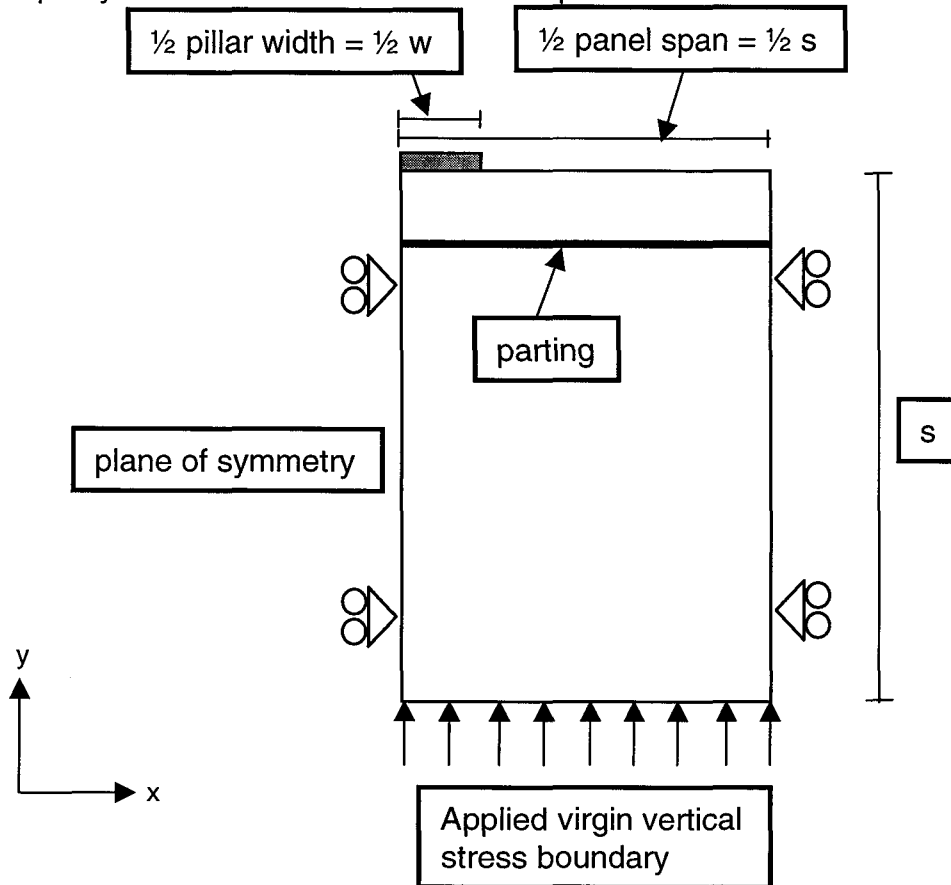 ½ pillar width = ½ w
½ panel span = ½ s
parting
plane of symmetry
s
y
x
Applied virgin vertical
stress boundary